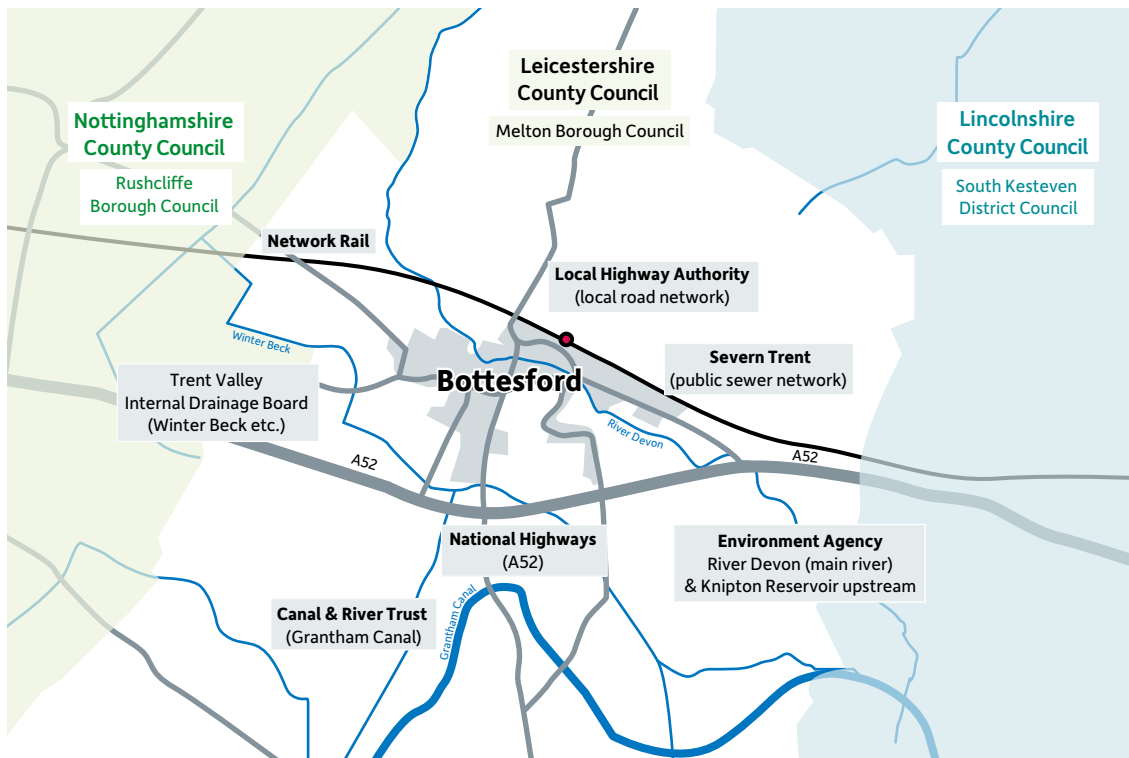 Leicestershire
County Council
Melton Borough Council
Nottinghamshire
County Council
Rushcliffe
Borough Council
Lincolnshire
County Council
South Kesteven
District Council
Network Rail
Local Highway Authority
(local road network)
Winter Beck
Severn Trent
(public sewer network)
Trent Valley
Internal Drainage Board
(Winter Beck etc.)
Bottesford
River Devon
A52
A52
National Highways
(A52)
Environment Agency
River Devon (main river)
& Knipton Reservoir upstream
Canal & River Trust
(Grantham Canal)
Grantham Canal